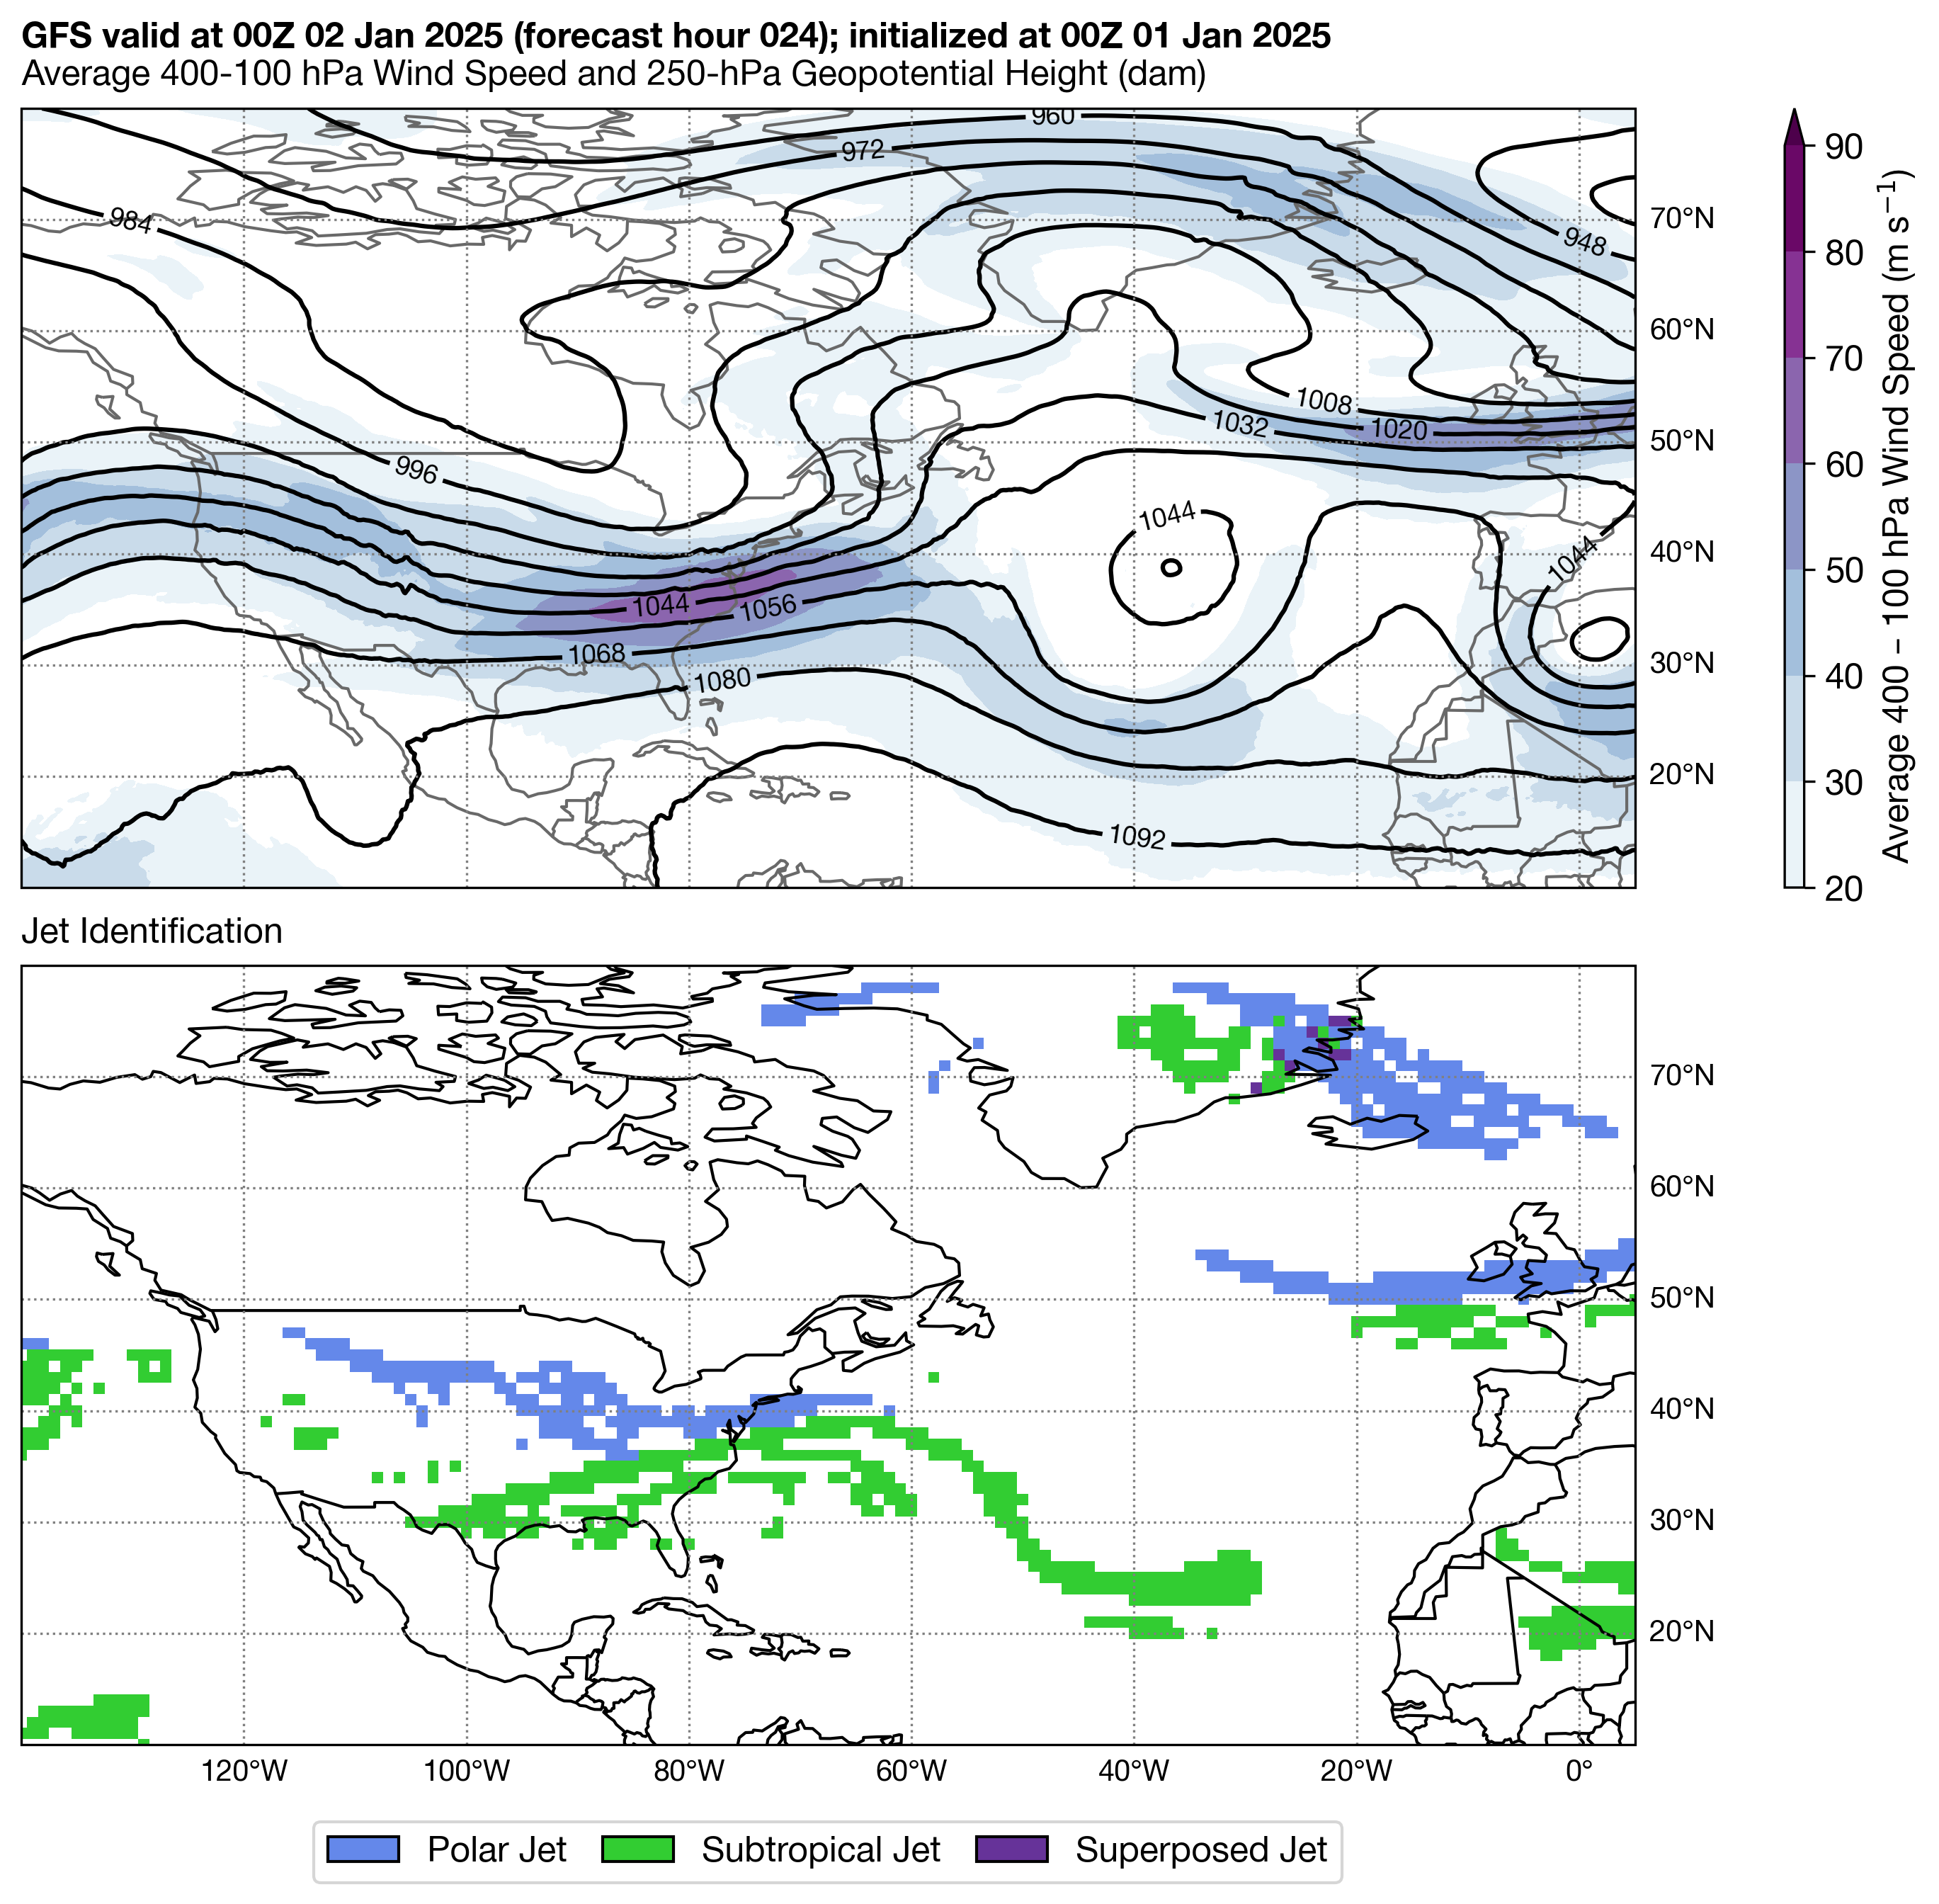 GFS valid at 00Z 02 Jan 2025 (forecast hour 024); initialized at 00Z 01 Jan 2025
Average 400-100 hPa Wind Speed and 250-hPa Geopotential Height (dam)
960
972
984
948
996
1008
1032
1020
1044
1044
1044
1056
1068
1080
1092
70°N
60°N
50°N
40°N
30°N
20°N
90
80
70
60
50
40
30
20
Average 400 − 100 hPa Wind Speed (m s⁻¹)
Jet Identification
70°N
60°N
50°N
40°N
30°N
20°N
120°W 100°W 80°W 60°W 40°W 20°W 0°
Polar Jet Subtropical Jet Superposed Jet